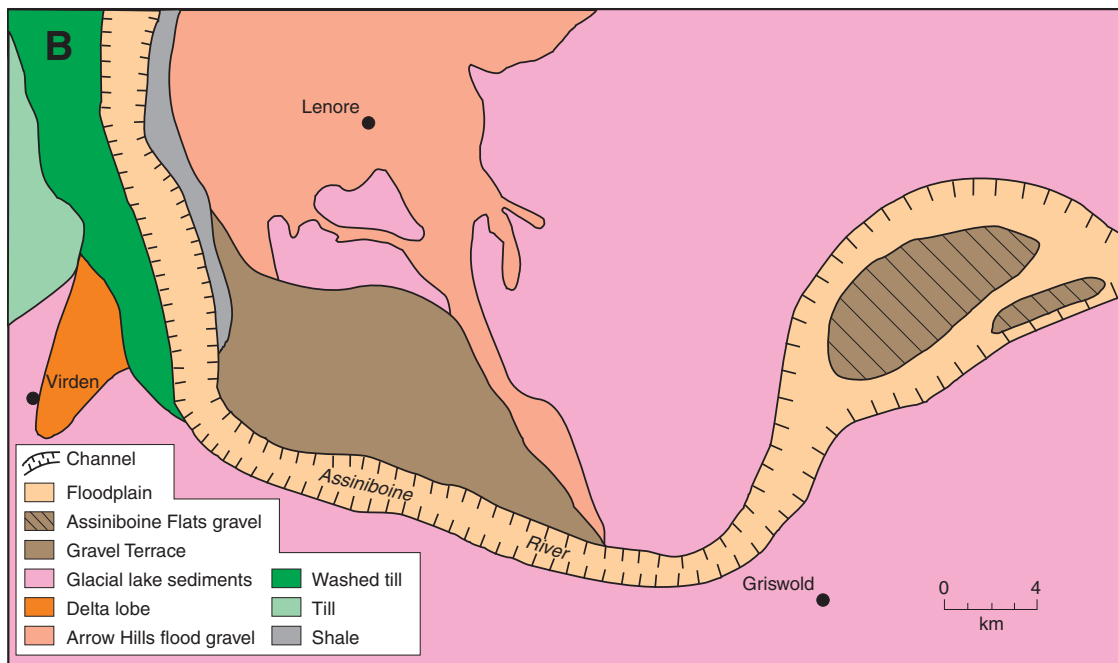 B
Lenore
Virden
Assiniboine
River
Griswold
0 4
km
Channel
Floodplain
Assiniboine Flats gravel
Gravel Terrace
Glacial lake sediments
Delta lobe
Arrow Hills flood gravel
Washed till
Till
Shale